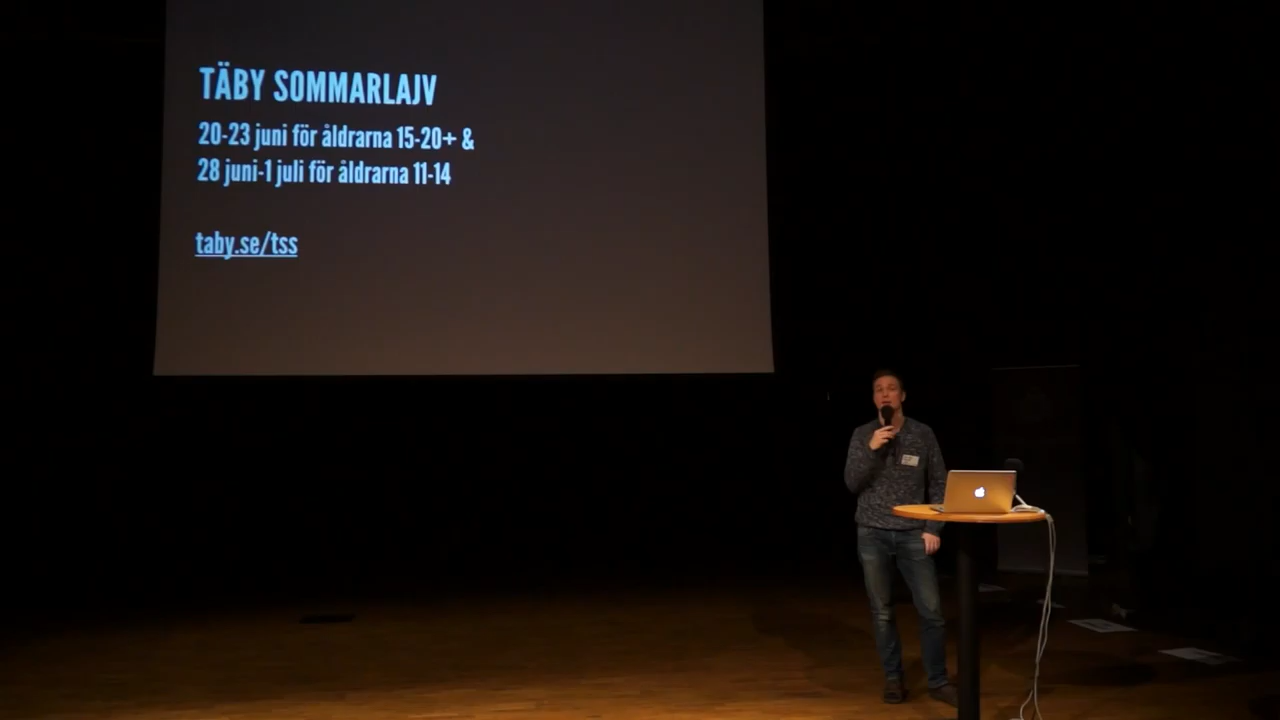 TÄBY SOMMARLAJV
20-23 juni för åldrarna 15-20+ &
28 juni-1 juli för åldrarna 11-14
taby.se/tss